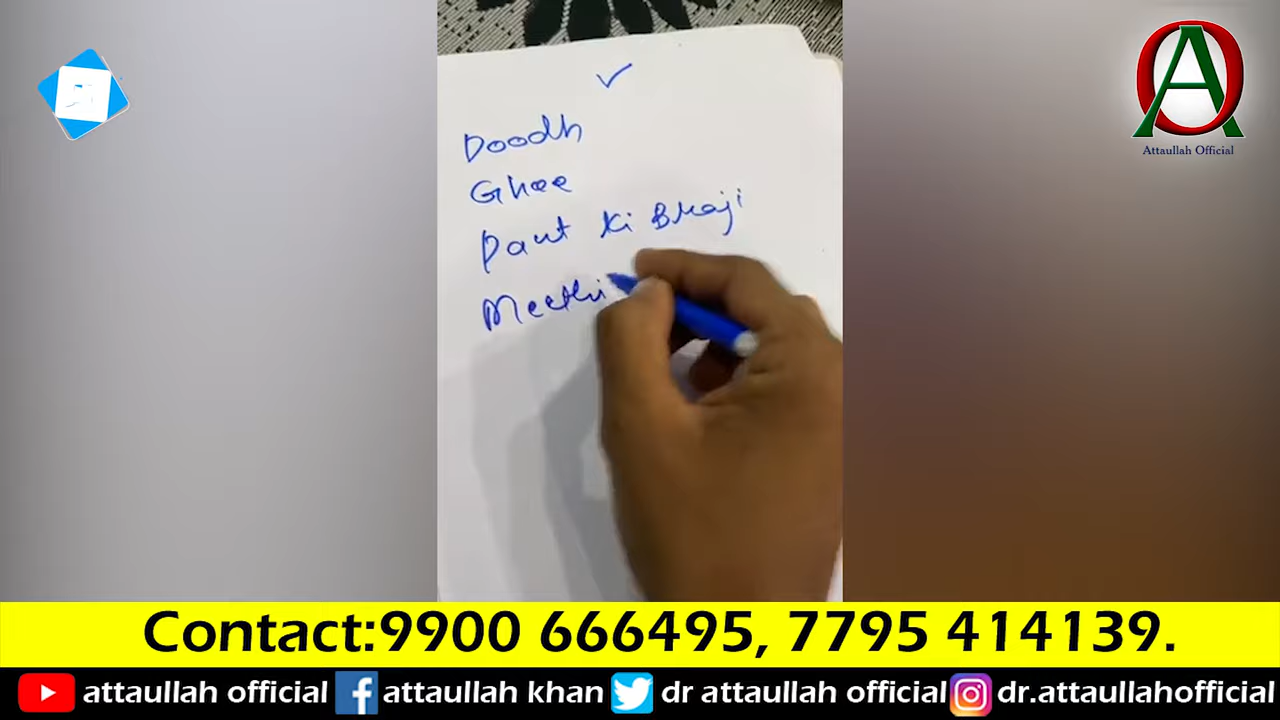 OA
Attaullah Official
✓
Doodh
Ghee
Paut Ki Bhaji
Meethi
Contact:9900 666495, 7795 414139.
attaullah official attaullah khan dr attaullah official dr.attaullahofficial